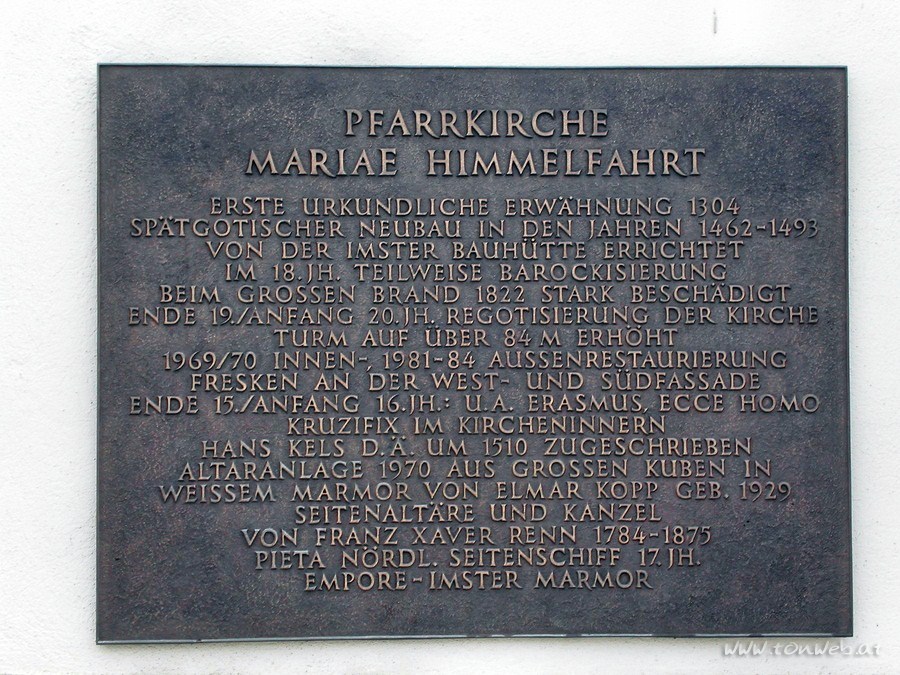 PFARRKIRCHE
MARIAE HIMMELFAHRT
ERSTE URKUNDLICHE ERWÄHNUNG 1304
SPÄTGOTISCHER NEUBAU IN DEN JAHREN 1462-1493
VON DER IMSTER BAUHÜTTE ERRICHTET
IM 18.JH. TEILWEISE BAROCKISIERUNG
BEIM GROSSEN BRAND 1822 STARK BESCHÄDIGT
ENDE 19./ANFANG 20.JH. REGOTISIERUNG DER KIRCHE
TURM AUF ÜBER 84 M ERHÖHT
1969/70 INNEN-, 1981-84 AUSSENRESTAURIERUNG
FRESKEN AN DER WEST- UND SÜDFASSADE
ENDE 15./ANFANG 16.JH.: U.A. ERASMUS, ECCE HOMO
KRUZIFIX IM KIRCHENINNERN
HANS KELS D.Ä. UM 1510 ZUGESCHRIEBEN
ALTARANLAGE 1970 AUS GROSSEN KUBEN IN
WEISSEM MARMOR VON ELMAR KOPP GEB. 1929
SEITENALTÄRE UND KANZEL
VON FRANZ XAVER RENN 1784-1875
PIETA NÖRDL. SEITENSCHIFF 17.JH.
EMPORE-IMSTER MARMOR
www.tonweb.at